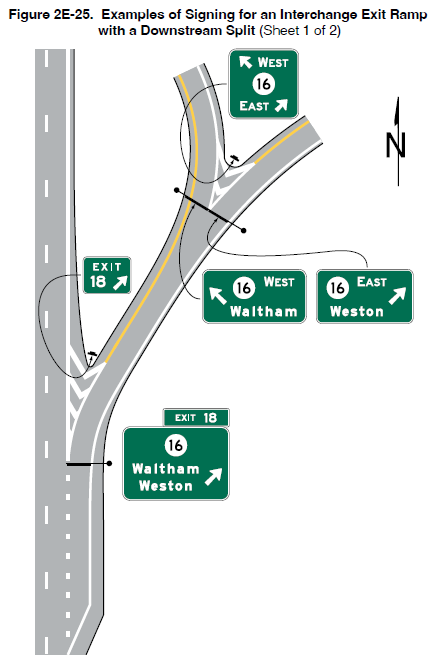 Figure 2E-25. Examples of Signing for an Interchange Exit Ramp
with a Downstream Split (Sheet 1 of 2)
WEST
16
EAST
N
EXIT
18
16 WEST
Waltham
16 EAST
Weston
EXIT 18
16
Waltham
Weston